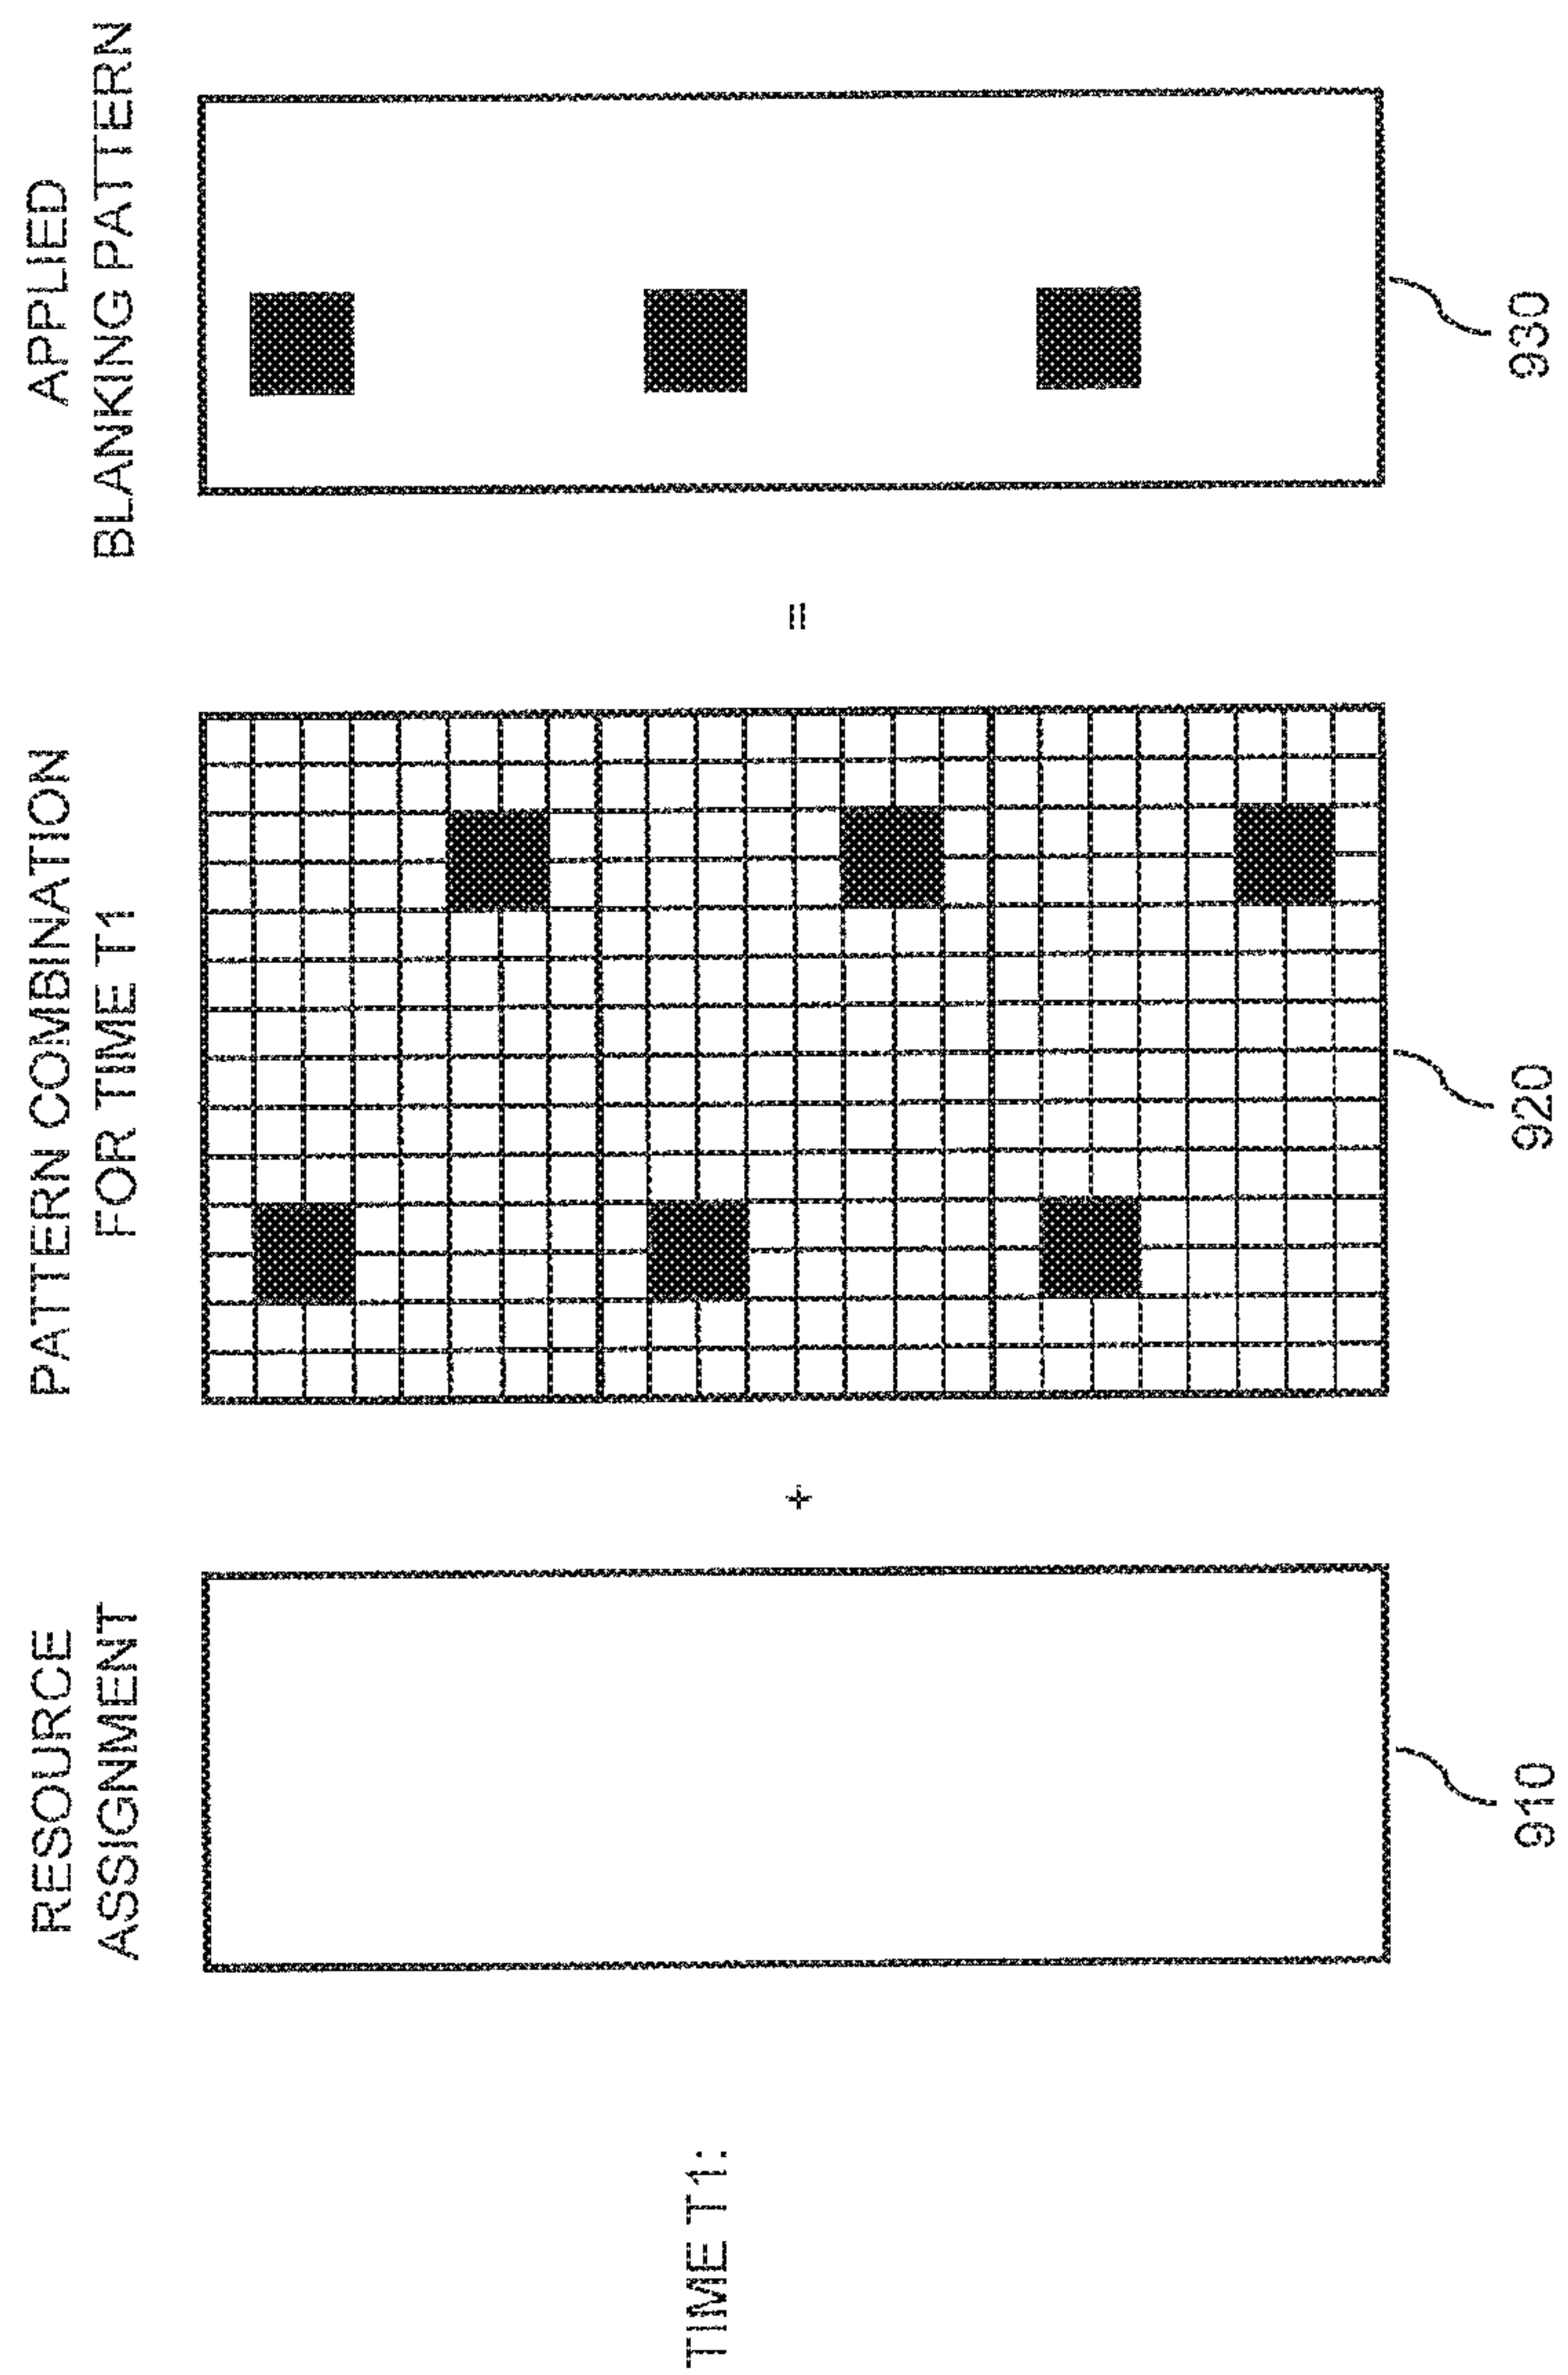 TIME T1:
RESOURCE
ASSIGNMENT
910
+
PATTERN COMBINATION
FOR TIME T1
920
=
APPLIED
BLANKING PATTERN
930